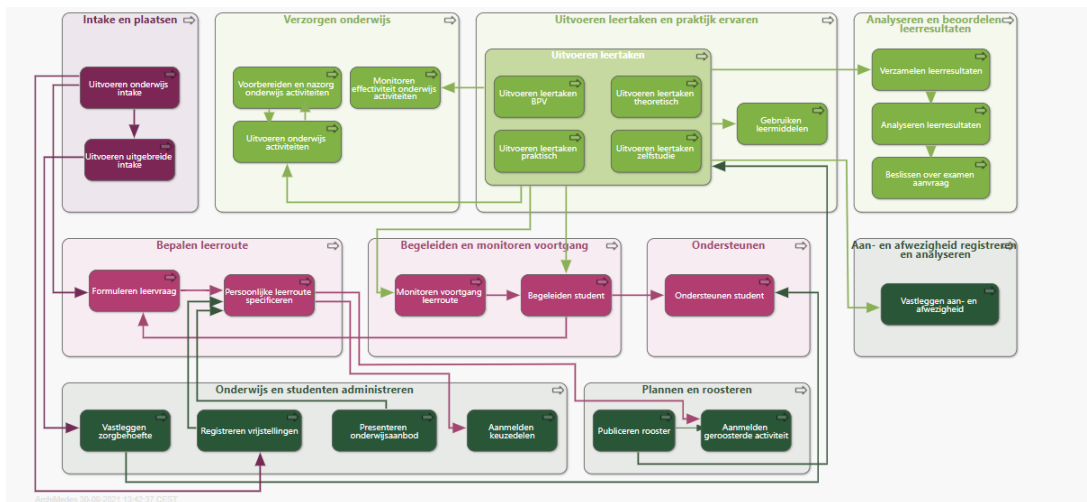 Intake en plaatsen
Uitvoeren onderwijs
intake
Uitvoeren uitgebreide
intake
Verzorgen onderwijs
Voorbereiden en nazorg
onderwijs activiteiten
Monitoren
effectiviteit onderwijs
activiteiten
Uitvoeren onderwijs
activiteiten
Uitvoeren leertaken en praktijk ervaren
Uitvoeren leertaken
Uitvoeren leertaken
BPV
Uitvoeren leertaken
theoretisch
Uitvoeren leertaken
praktisch
Uitvoeren leertaken
zelfstudie
Gebruiken
leermiddelen
Analyseren en beoordelen
leerresultaten
Verzamelen leerresultaten
Analyseren leerresultaten
Beslissen over examen
aanvraag
Bepalen leerroute
Formuleren leervraag
Persoonlijke leerroute
specificeren
Begeleiden en monitoren voortgang
Monitoren voortgang
leerroute
Begeleiden student
Ondersteunen
Ondersteunen student
Aan- en afwezigheid registreren
en analyseren
Vastleggen aan- en
afwezigheid
Onderwijs en studenten administreren
Vastleggen
zorgbehoefte
Registreren vrijstellingen
Presenteren
onderwijsaanbod
Aanmelden
keuzedelen
Plannen en roosteren
Publiceren rooster
Aanmelden
geroosterde activiteit